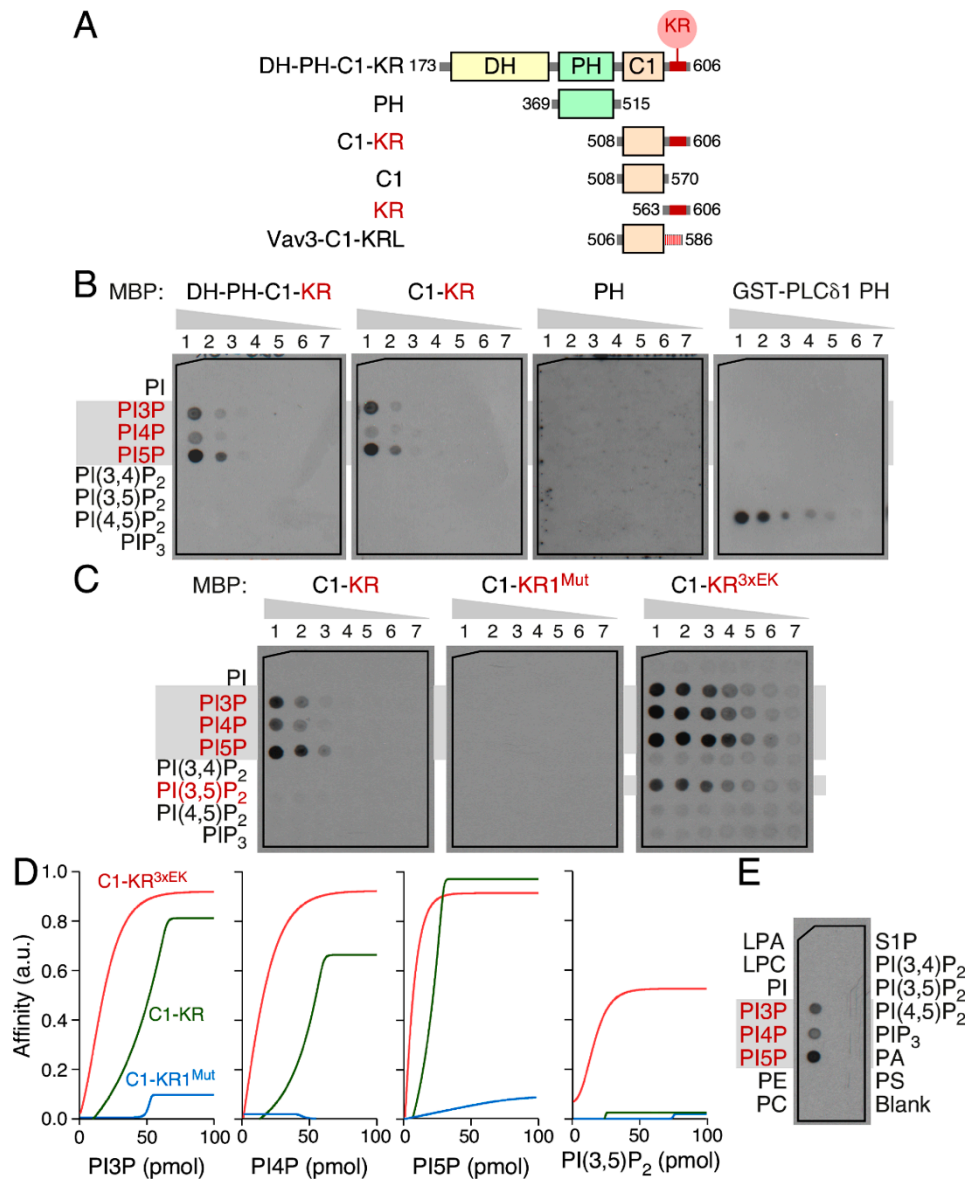 A
KR
DH-PH-C1-KR 173 DH PH C1 606
PH 369 515
C1-KR 508 606
C1 508 570
KR 563 606
Vav3-C1-KRL 506 586
B
MBP: DH-PH-C1-KR C1-KR PH GST-PLCδ1 PH
1 2 3 4 5 6 7 1 2 3 4 5 6 7 1 2 3 4 5 6 7 1 2 3 4 5 6 7
PI
PI3P
PI4P
PI5P
PI(3,4)P2
PI(3,5)P2
PI(4,5)P2
PIP3
C
MBP: C1-KR C1-KR1Mut C1-KR3xEK
1 2 3 4 5 6 7 1 2 3 4 5 6 7 1 2 3 4 5 6 7
PI
PI3P
PI4P
PI5P
PI(3,4)P2
PI(3,5)P2
PI(4,5)P2
PIP3
D
Affinity (a.u.)
1.0
0.8
0.6
0.4
0.2
0.0
C1-KR3xEK
C1-KR
C1-KR1Mut
0 50 100 0 50 100 0 50 100 0 50 100
PI3P (pmol) PI4P (pmol) PI5P (pmol) PI(3,5)P2 (pmol)
E
LPA S1P
LPC PI(3,4)P2
PI PI(3,5)P2
PI3P PI(4,5)P2
PI4P PIP3
PI5P PA
PE PS
PC Blank